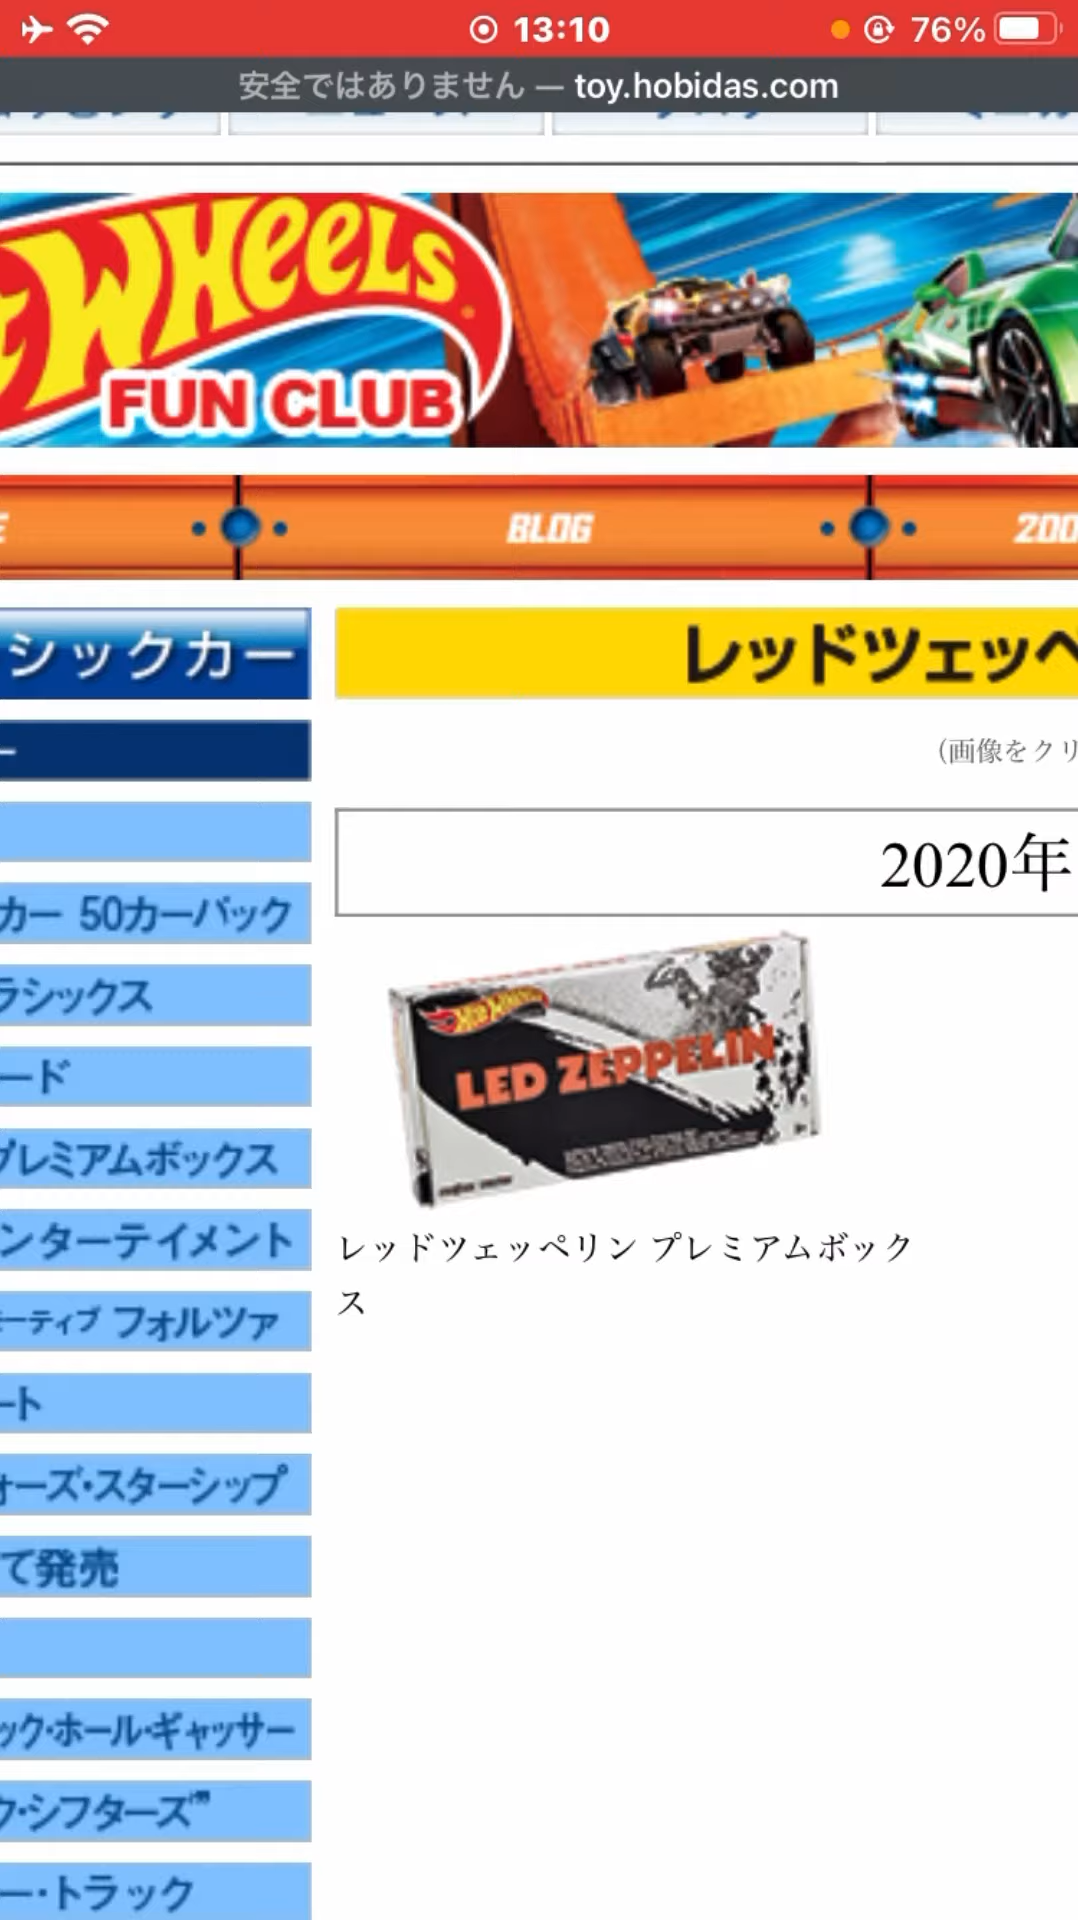 13:10
76%
安全ではありません — toy.hobidas.com
WHEELS
FUN CLUB
BLOG
200
シックカー
レッドツェッペ
(画像をクリ
2020年
カー 50カーパック
ラシックス
ード
プレミアムボックス
ンターテイメント
モーティブ フォルツァ
ート
ォーズ・スターシップ
て発売
ック・ホール・ギャッサー
ク・シフターズ
ー・トラック
HOT WHEELS
LED ZEPPELIN
レッドツェッペリン プレミアムボック
ス